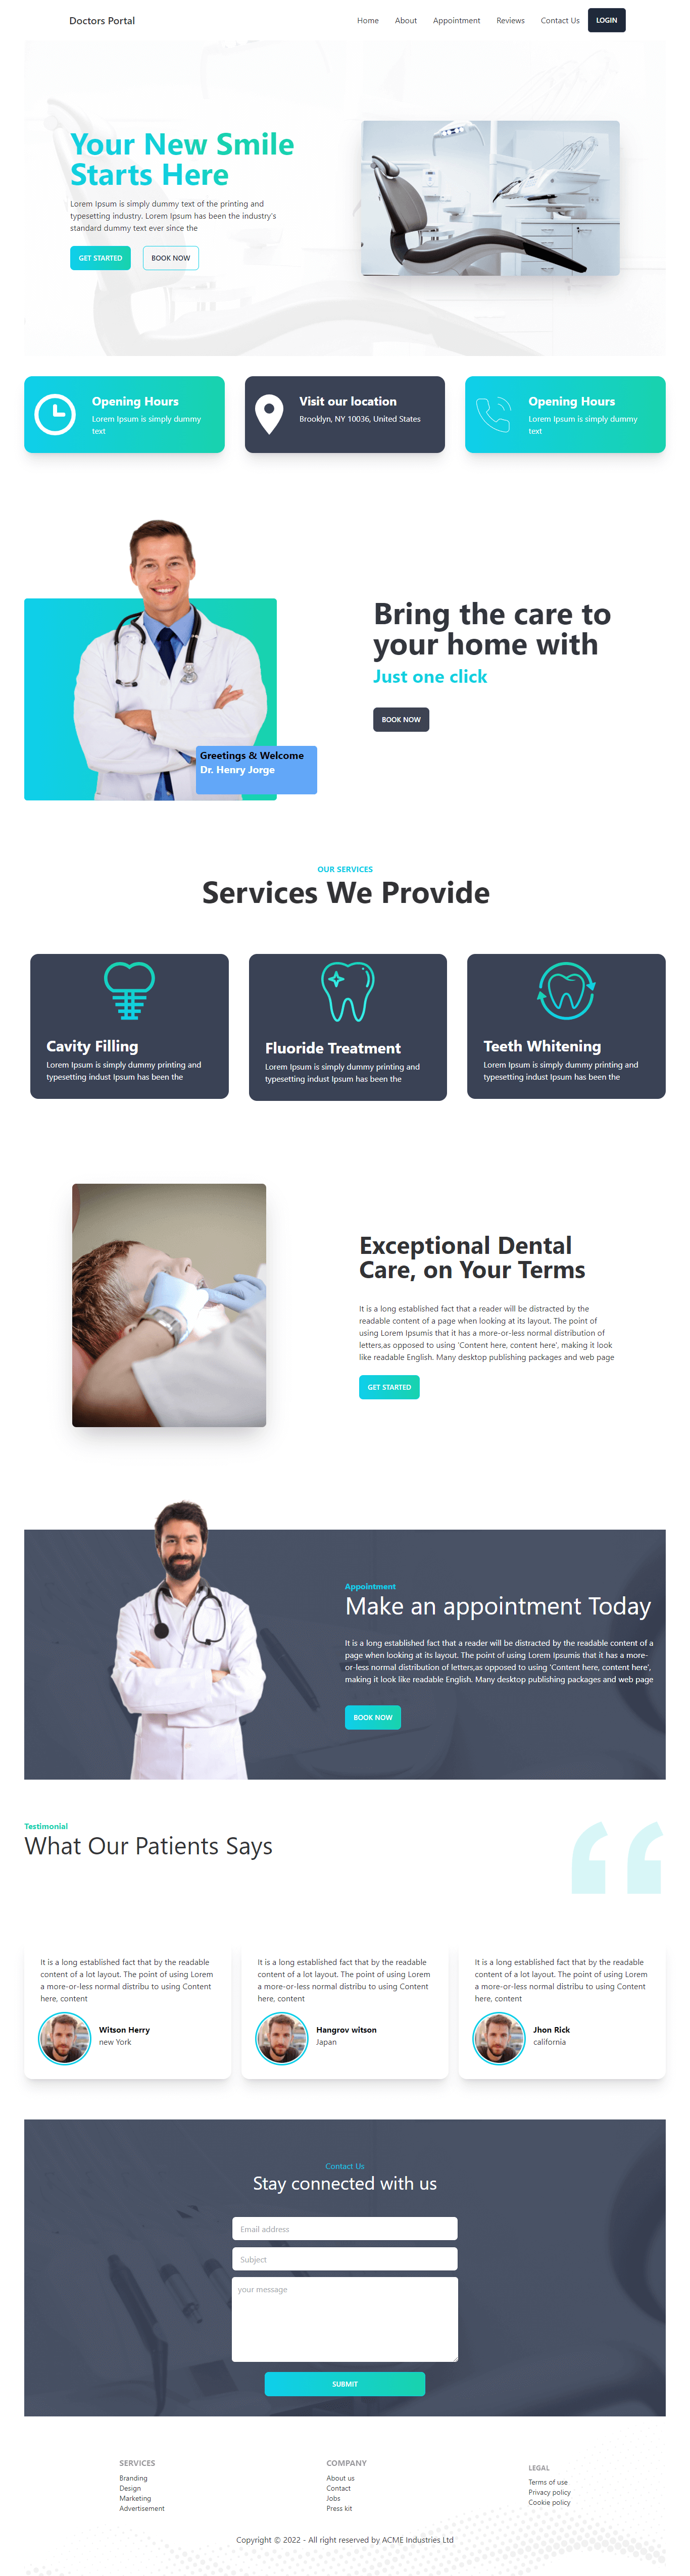 Doctors Portal
Home
About
Appointment
Reviews
Contact Us
LOGIN
Your New Smile
Starts Here
Lorem Ipsum is simply dummy text of the printing and
typesetting industry. Lorem Ipsum has been the industry's
standard dummy text ever since the
GET STARTED
BOOK NOW
Opening Hours
Lorem Ipsum is simply dummy
text
Visit our location
Brooklyn, NY 10036, United States
Opening Hours
Lorem Ipsum is simply dummy
text
Bring the care to
your home with
Just one click
BOOK NOW
Greetings & Welcome
Dr. Henry Jorge
OUR SERVICES
Services We Provide
Cavity Filling
Lorem Ipsum is simply dummy printing and
typesetting indust Ipsum has been the
Fluoride Treatment
Lorem Ipsum is simply dummy printing and
typesetting indust Ipsum has been the
Teeth Whitening
Lorem Ipsum is simply dummy printing and
typesetting indust Ipsum has been the
Exceptional Dental
Care, on Your Terms
It is a long established fact that a reader will be distracted by the
readable content of a page when looking at its layout. The point of
using Lorem Ipsumis that it has a more-or-less normal distribution of
letters,as opposed to using 'Content here, content here', making it look
like readable English. Many desktop publishing packages and web page
GET STARTED
Appointment
Make an appointment Today
It is a long established fact that a reader will be distracted by the readable content of a
page when looking at its layout. The point of using Lorem Ipsumis that it has a more-
or-less normal distribution of letters,as opposed to using 'Content here, content here',
making it look like readable English. Many desktop publishing packages and web page
BOOK NOW
Testimonial
What Our Patients Says
It is a long established fact that by the readable
content of a lot layout. The point of using Lorem
a more-or-less normal distribu to using Content
here, content
Witson Herry
new York
It is a long established fact that by the readable
content of a lot layout. The point of using Lorem
a more-or-less normal distribu to using Content
here, content
Hangrov witson
Japan
It is a long established fact that by the readable
content of a lot layout. The point of using Lorem
a more-or-less normal distribu to using Content
here, content
Jhon Rick
california
Contact Us
Stay connected with us
Email address
Subject
your message
SUBMIT
SERVICES
Branding
Design
Marketing
Advertisement
COMPANY
About us
Contact
Jobs
Press kit
LEGAL
Terms of use
Privacy policy
Cookie policy
Copyright © 2022 - All right reserved by ACME Industries Ltd